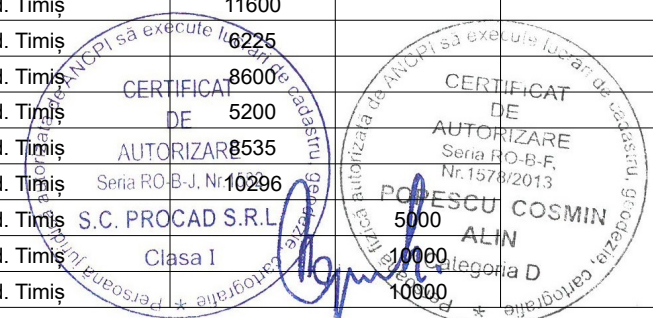 d. Timiș 11600
d. Timiș 6225
d. Timiș 8600
d. Timiș 5200
d. Timiș 8535
d. Timiș 10296
d. Timiș 5000
d. Timiș 10000
d. Timiș 10000
Persoană juridică autorizată de ANCPI să execute lucrări de cadastru, geodezie, cartografie *
CERTIFICAT
DE
AUTORIZARE
Seria RO-B-J, Nr.
S.C. PROCAD S.R.L
Clasa I
Persoană fizică autorizată de ANCPI să execute lucrări de cadastru, geodezie, cartografie *
CERTIFICAT
DE
AUTORIZARE
Seria RO-B-F,
Nr.1578/2013
POPESCU COSMIN
ALIN
Categoria D